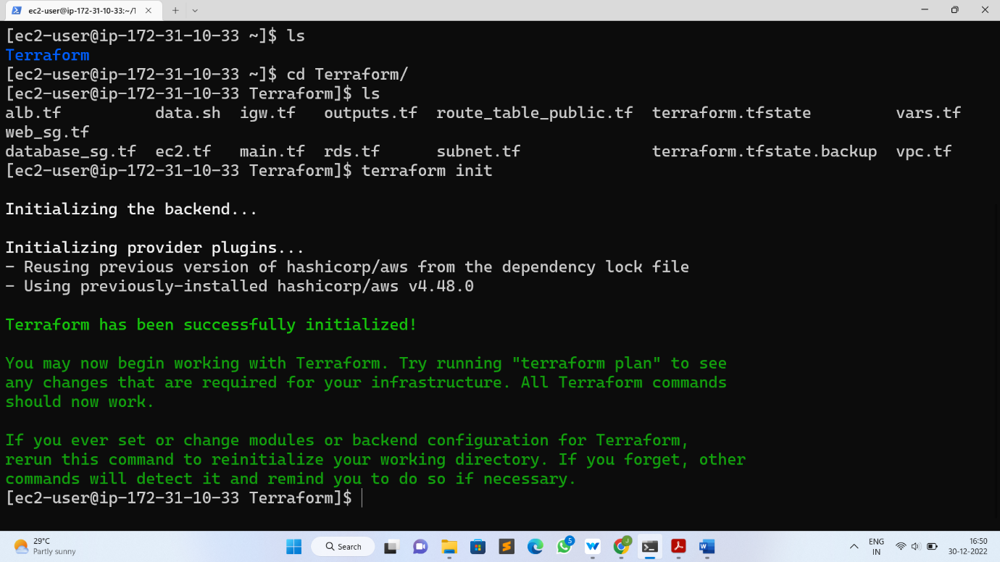 ec2-user@ip-172-31-10-33:~/T
[ec2-user@ip-172-31-10-33 ~]$ ls
Terraform
[ec2-user@ip-172-31-10-33 ~]$ cd Terraform/
[ec2-user@ip-172-31-10-33 Terraform]$ ls
alb.tf data.sh igw.tf outputs.tf route_table_public.tf terraform.tfstate vars.tf
web_sg.tf
database_sg.tf ec2.tf main.tf rds.tf subnet.tf terraform.tfstate.backup vpc.tf
[ec2-user@ip-172-31-10-33 Terraform]$ terraform init
Initializing the backend...
Initializing provider plugins...
- Reusing previous version of hashicorp/aws from the dependency lock file
- Using previously-installed hashicorp/aws v4.48.0
Terraform has been successfully initialized!
You may now begin working with Terraform. Try running "terraform plan" to see
any changes that are required for your infrastructure. All Terraform commands
should now work.
If you ever set or change modules or backend configuration for Terraform,
rerun this command to reinitialize your working directory. If you forget, other
commands will detect it and remind you to do so if necessary.
[ec2-user@ip-172-31-10-33 Terraform]$
29°C
Partly sunny
Search
5
J
ENG
IN
16:50
30-12-2022